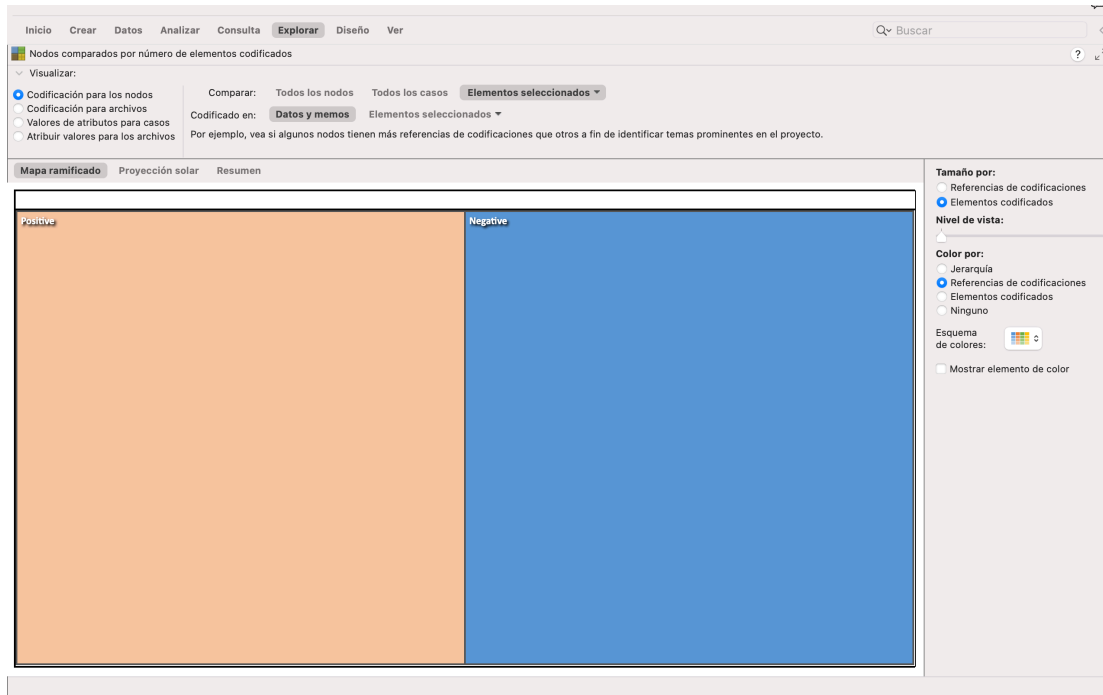 Inicio Crear Datos Analizar Consulta Explorar Diseño Ver Buscar
Nodos comparados por número de elementos codificados ?
Visualizar:
Codificación para los nodos
Codificación para archivos
Valores de atributos para casos
Atribuir valores para los archivos
Comparar: Todos los nodos Todos los casos Elementos seleccionados
Codificado en: Datos y memos Elementos seleccionados
Por ejemplo, vea si algunos nodos tienen más referencias de codificaciones que otros a fin de identificar temas prominentes en el proyecto.
Mapa ramificado Proyección solar Resumen
Positive Negative
Tamaño por:
Referencias de codificaciones
Elementos codificados
Nivel de vista:
Color por:
Jerarquía
Referencias de codificaciones
Elementos codificados
Ninguno
Esquema
de colores:
Mostrar elemento de color